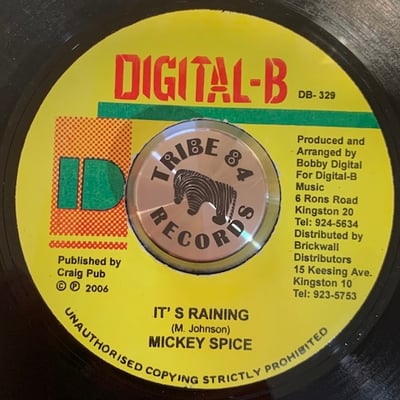 DIGITAL-B
DB- 329
TRIBE 84
RECORDS
Produced and
Arranged by
Bobby Digital
For Digital-B
Music
6 Rons Road
Kingston 20
Tel: 924-5634
Distributed by
Brickwall
Distributors
15 Keesing Ave.
Kingston 10
Tel: 923-5753
Published by
Craig Pub
© ℗ 2006
IT' S RAINING
(M. Johnson)
MICKEY SPICE
UNAUTHORISED COPYING STRICTLY PROHIBITED